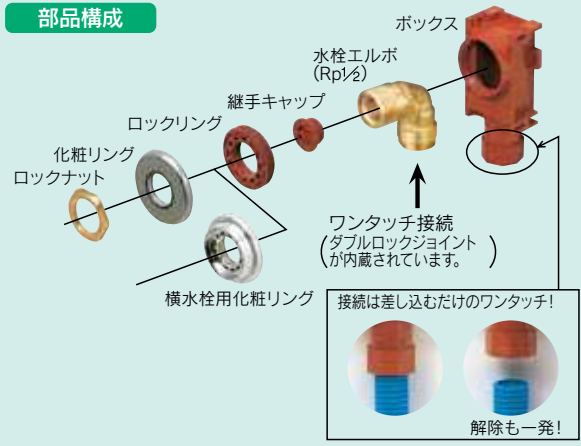 部品構成
ボックス
水栓エルボ
(Rp1/2)
継手キャップ
ロックリング
化粧リング
ロックナット
ワンタッチ接続
(ダブルロックジョイント
が内蔵されています。)
横水栓用化粧リング
接続は差し込むだけのワンタッチ!
解除も一発!